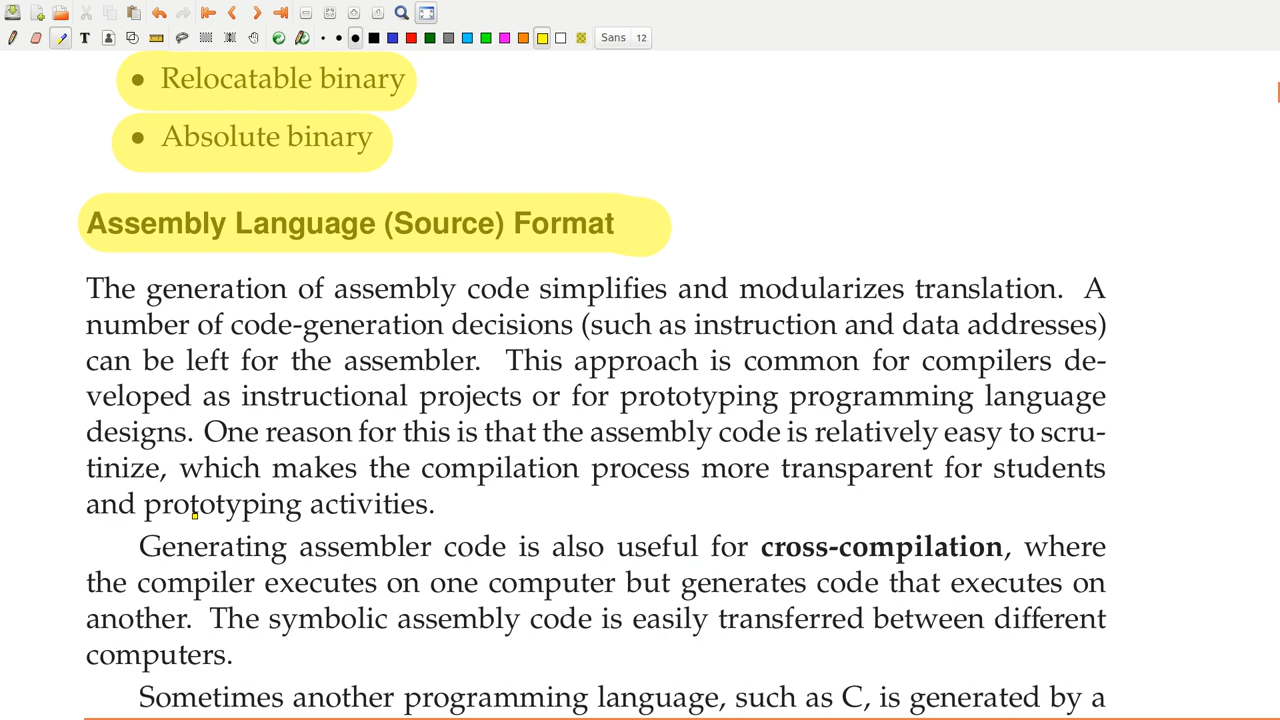 T
Sans 12
• Relocatable binary
• Absolute binary
Assembly Language (Source) Format
The generation of assembly code simplifies and modularizes translation. A
number of code-generation decisions (such as instruction and data addresses)
can be left for the assembler. This approach is common for compilers de-
veloped as instructional projects or for prototyping programming language
designs. One reason for this is that the assembly code is relatively easy to scru-
tinize, which makes the compilation process more transparent for students
and prototyping activities.
Generating assembler code is also useful for cross-compilation, where
the compiler executes on one computer but generates code that executes on
another. The symbolic assembly code is easily transferred between different
computers.
Sometimes another programming language, such as C, is generated by a